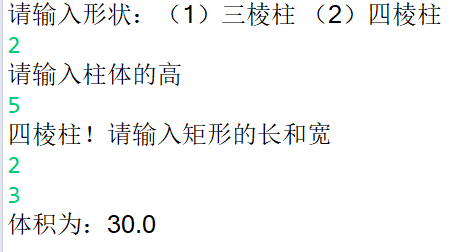 请输入形状：（1）三棱柱 （2）四棱柱
2
请输入柱体的高
5
四棱柱！请输入矩形的长和宽
2
3
体积为：30.0